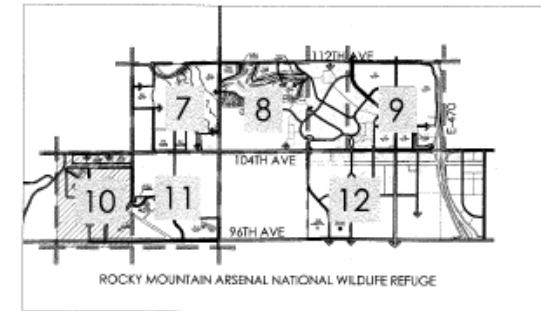 112TH AVE
7
8
9
E-470
104TH AVE
10
11
12
96TH AVE
ROCKY MOUNTAIN ARSENAL NATIONAL WILDLIFE REFUGE